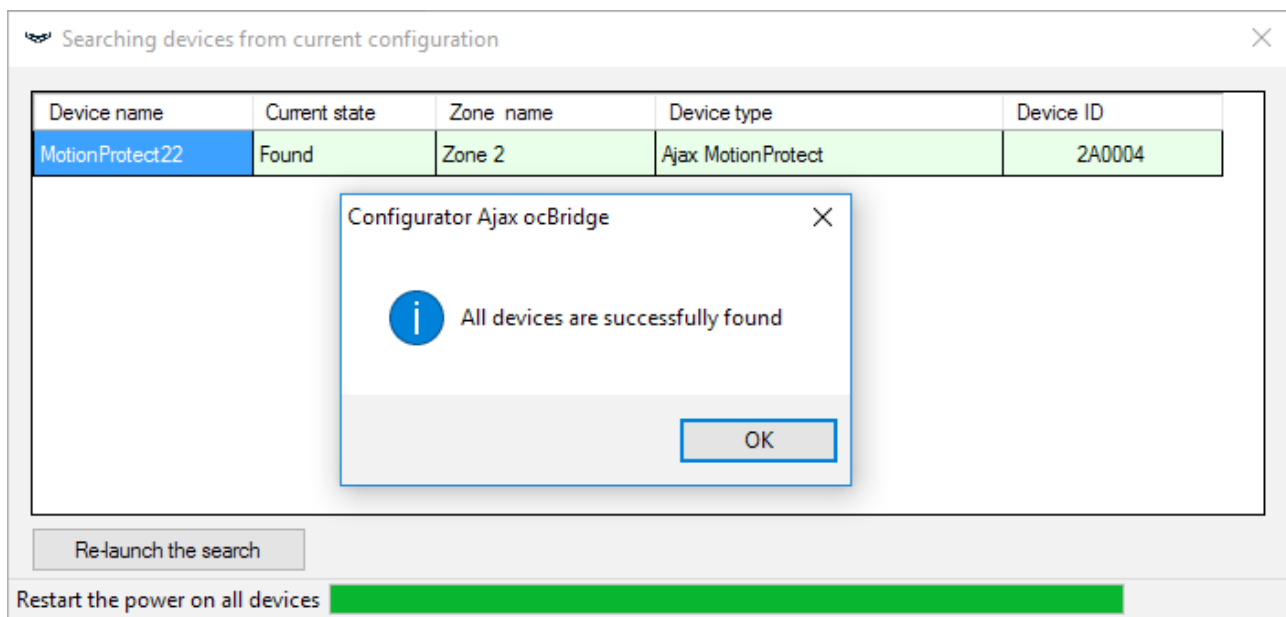 Searching devices from current configuration
Device name Current state Zone name Device type Device ID
MotionProtect22 Found Zone 2 Ajax MotionProtect 2A0004
Configurator Ajax ocBridge
All devices are successfully found
OK
Re-launch the search
Restart the power on all devices